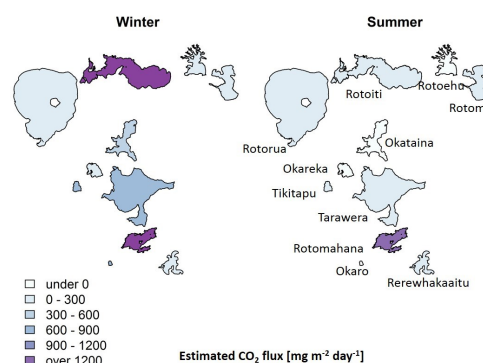 Winter
Summer
Rotoiti
Rotoehu
Rotom
Rotorua
Okataina
Okareka
Tikitapu
Tarawera
Rotomahana
Okaro
Rerewhakaaitu
under 0
0 - 300
300 - 600
600 - 900
900 - 1200
over 1200
Estimated CO₂ flux [mg m⁻² day⁻¹]